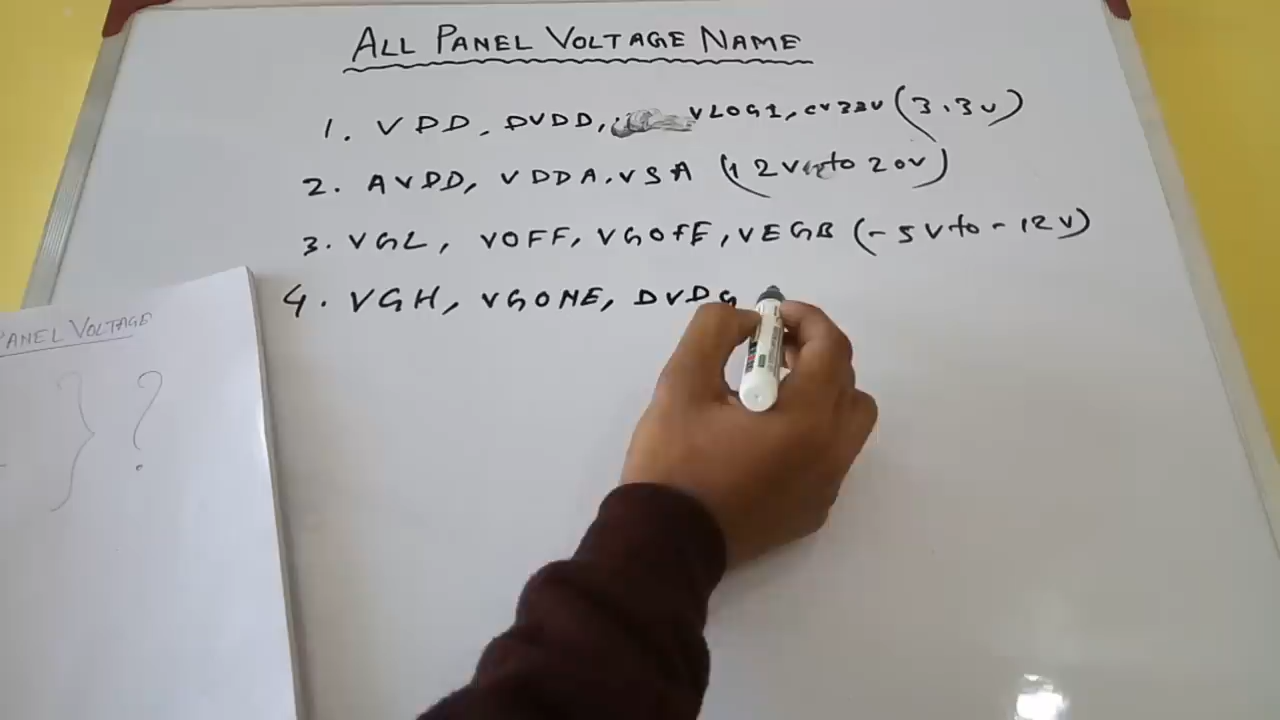 ALL PANEL VOLTAGE NAME
1. VDD, DVDD, VLOG1, CV33V (3.3V)
2. AVDD, VDDA, VSA (12V to 20V)
3. VGL, VOFF, VGOFF, VEGB (-5V to -12V)
4. VGH, VGONE, DVDG
PANEL VOLTAGE
?